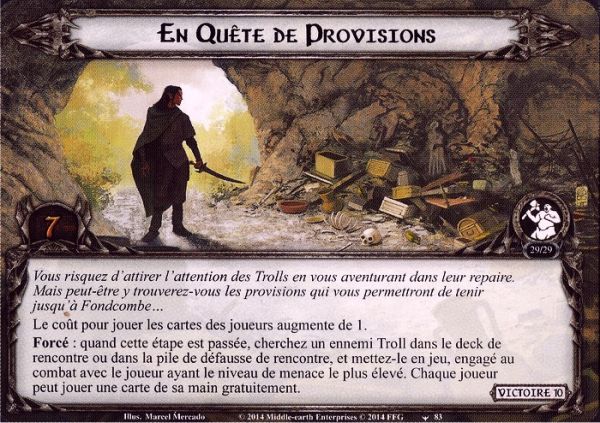 En Quête de Provisions
7
29/29
Vous risquez d'attirer l'attention des Trolls en vous aventurant dans leur repaire.
Mais peut-être y trouverez-vous les provisions qui vous permettront de tenir
jusqu'à Fondcombe…
Le coût pour jouer les cartes des joueurs augmente de 1.
Forcé : quand cette étape est passée, cherchez un ennemi Troll dans le deck de
rencontre ou dans la pile de défausse de rencontre, et mettez-le en jeu, engagé au
combat avec le joueur ayant le niveau de menace le plus élevé. Chaque joueur
peut jouer une carte de sa main gratuitement.
Victoire 10
Illus. Marcel Mercado © 2014 Middle-earth Enterprises © 2014 FFG 83